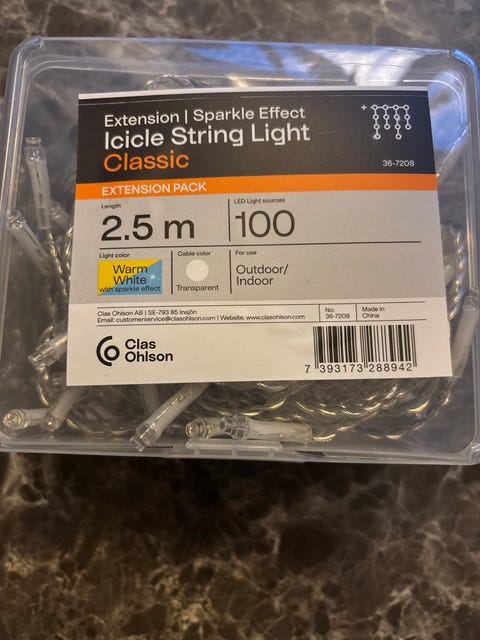 Extension | Sparkle Effect
Icicle String Light
Classic
36-7208
EXTENSION PACK
Length
2.5 m
LED Light sources
100
Light color
Warm
White
with sparkle effect
Cable color
Transparent
For use
Outdoor/
Indoor
Clas Ohlson AB | SE-793 85 Insjön
Email: customerservice@clasohlson.com | Website: www.clasohlson.com
No:
36-7208
Made in
China
Clas
Ohlson
7 393173 288942